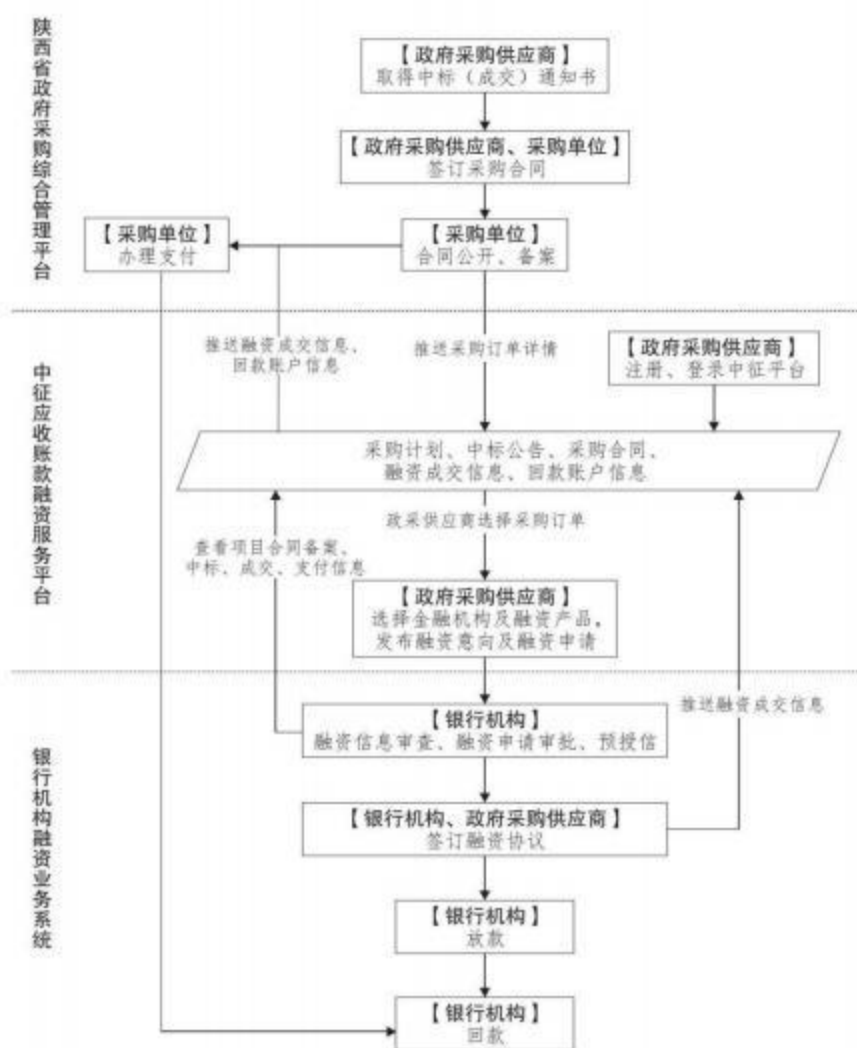 陕西省政府采购综合管理平台
【政府采购供应商】
取得中标（成交）通知书
【政府采购供应商、采购单位】
签订采购合同
【采购单位】
办理支付
【采购单位】
合同公开、备案
中征应收账款融资服务平台
推送融资成交信息、
回款账户信息
推送采购订单详情
【政府采购供应商】
注册、登录中征平台
采购计划、中标公告、采购合同、
融资成交信息、回款账户信息
政采供应商选择采购订单
查看项目合同备案、
中标、成交、支付信息
【政府采购供应商】
选择金融机构及融资产品，
发布融资意向及融资申请
银行机构融资业务系统
【银行机构】
融资信息审查、融资申请审批、预授信
推送融资成交信息
【银行机构、政府采购供应商】
签订融资协议
【银行机构】
放款
【银行机构】
回款